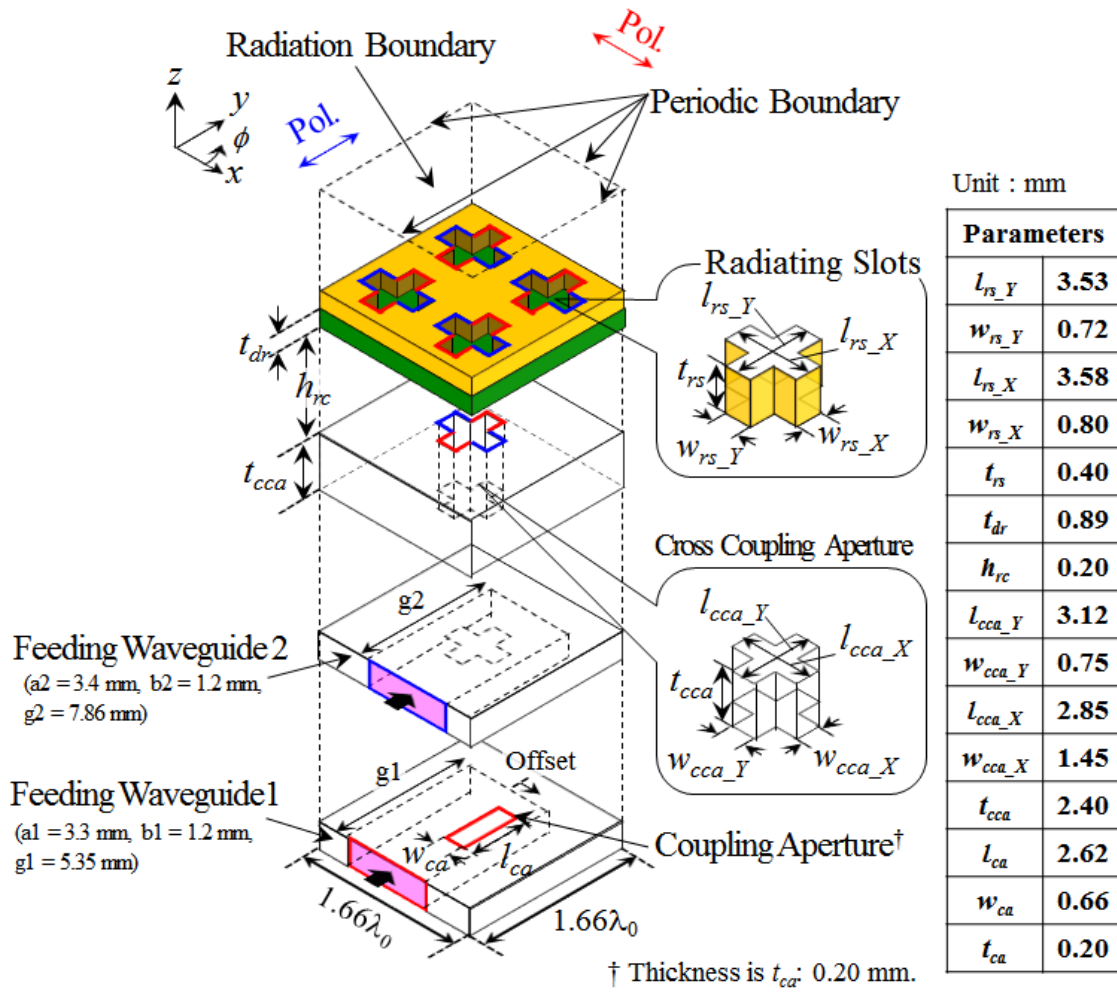 Radiation Boundary
Pol.
Periodic Boundary
z
y
ϕ
x
Pol.
Radiating Slots
l_rs_Y
l_rs_X
t_rs
w_rs_Y
w_rs_X
t_dr
h_rc
t_cca
Cross Coupling Aperture
l_cca_Y
l_cca_X
t_cca
w_cca_Y
w_cca_X
g2
Feeding Waveguide 2
(a2 = 3.4 mm, b2 = 1.2 mm,
g2 = 7.86 mm)
g1
Offset
Feeding Waveguide1
(a1 = 3.3 mm, b1 = 1.2 mm,
g1 = 5.35 mm)
w_ca
l_ca
Coupling Aperture†
1.66λ₀
1.66λ₀
† Thickness is t_ca: 0.20 mm.
Unit : mm
Parameters
l_rs_Y 3.53
w_rs_Y 0.72
l_rs_X 3.58
w_rs_X 0.80
t_rs 0.40
t_dr 0.89
h_rc 0.20
l_cca_Y 3.12
w_cca_Y 0.75
l_cca_X 2.85
w_cca_X 1.45
t_cca 2.40
l_ca 2.62
w_ca 0.66
t_ca 0.20